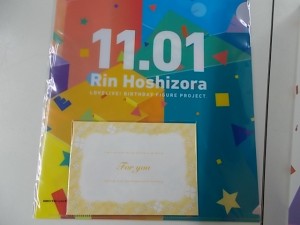 11.01
Rin Hoshizora
LOVELIVE! BIRTHDAY FIGURE PROJECT
For you